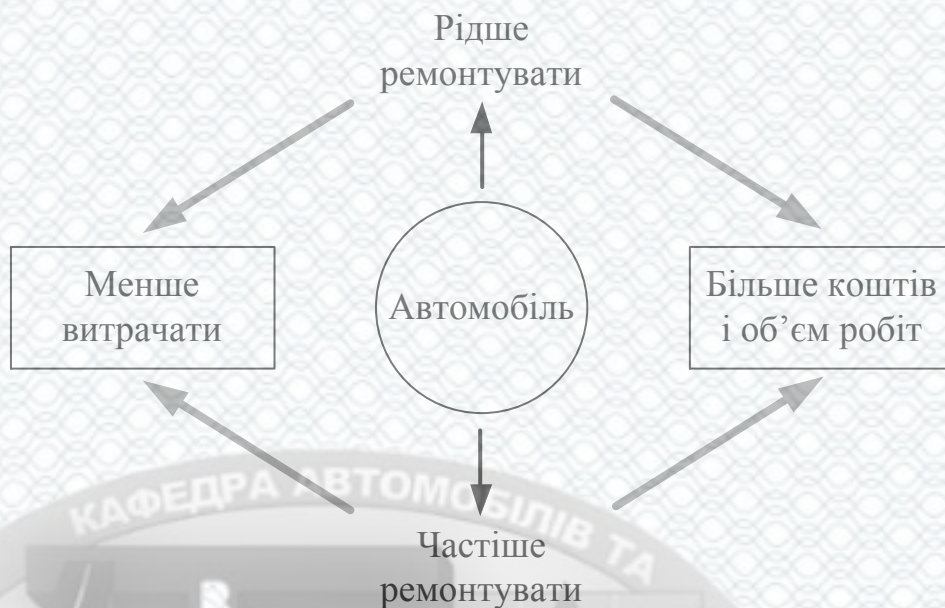 Рідше
ремонтувати
Менше
витрачати
Автомобіль
Більше коштів
і об’єм робіт
КАФЕДРА АВТОМОБІЛІВ ТА
Частіше
ремонтувати